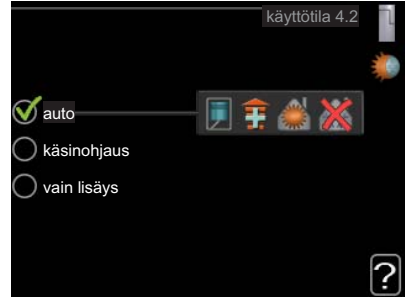 käyttötila 4.2
auto
käsinohjaus
vain lisäys
?